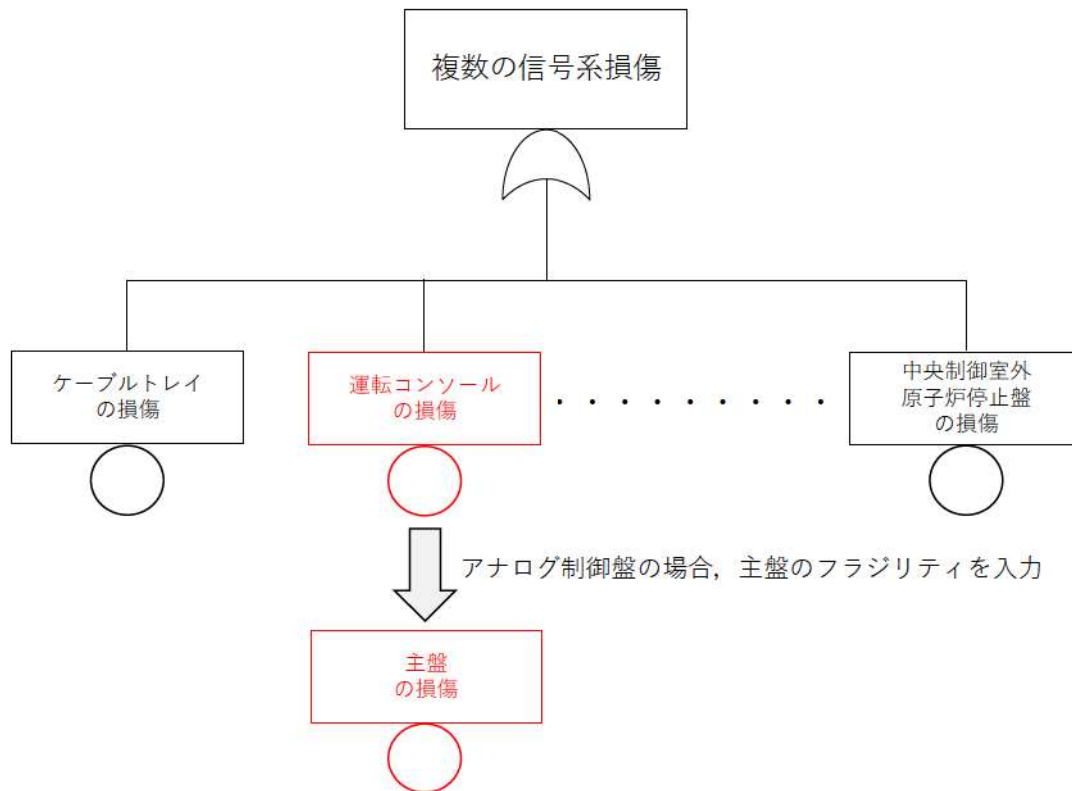 複数の信号系損傷
ケーブルトレイ
の損傷
運転コンソール
の損傷
・・・・・・・・・
中央制御室外
原子炉停止盤
の損傷
アナログ制御盤の場合，主盤のフラジリティを入力
主盤
の損傷